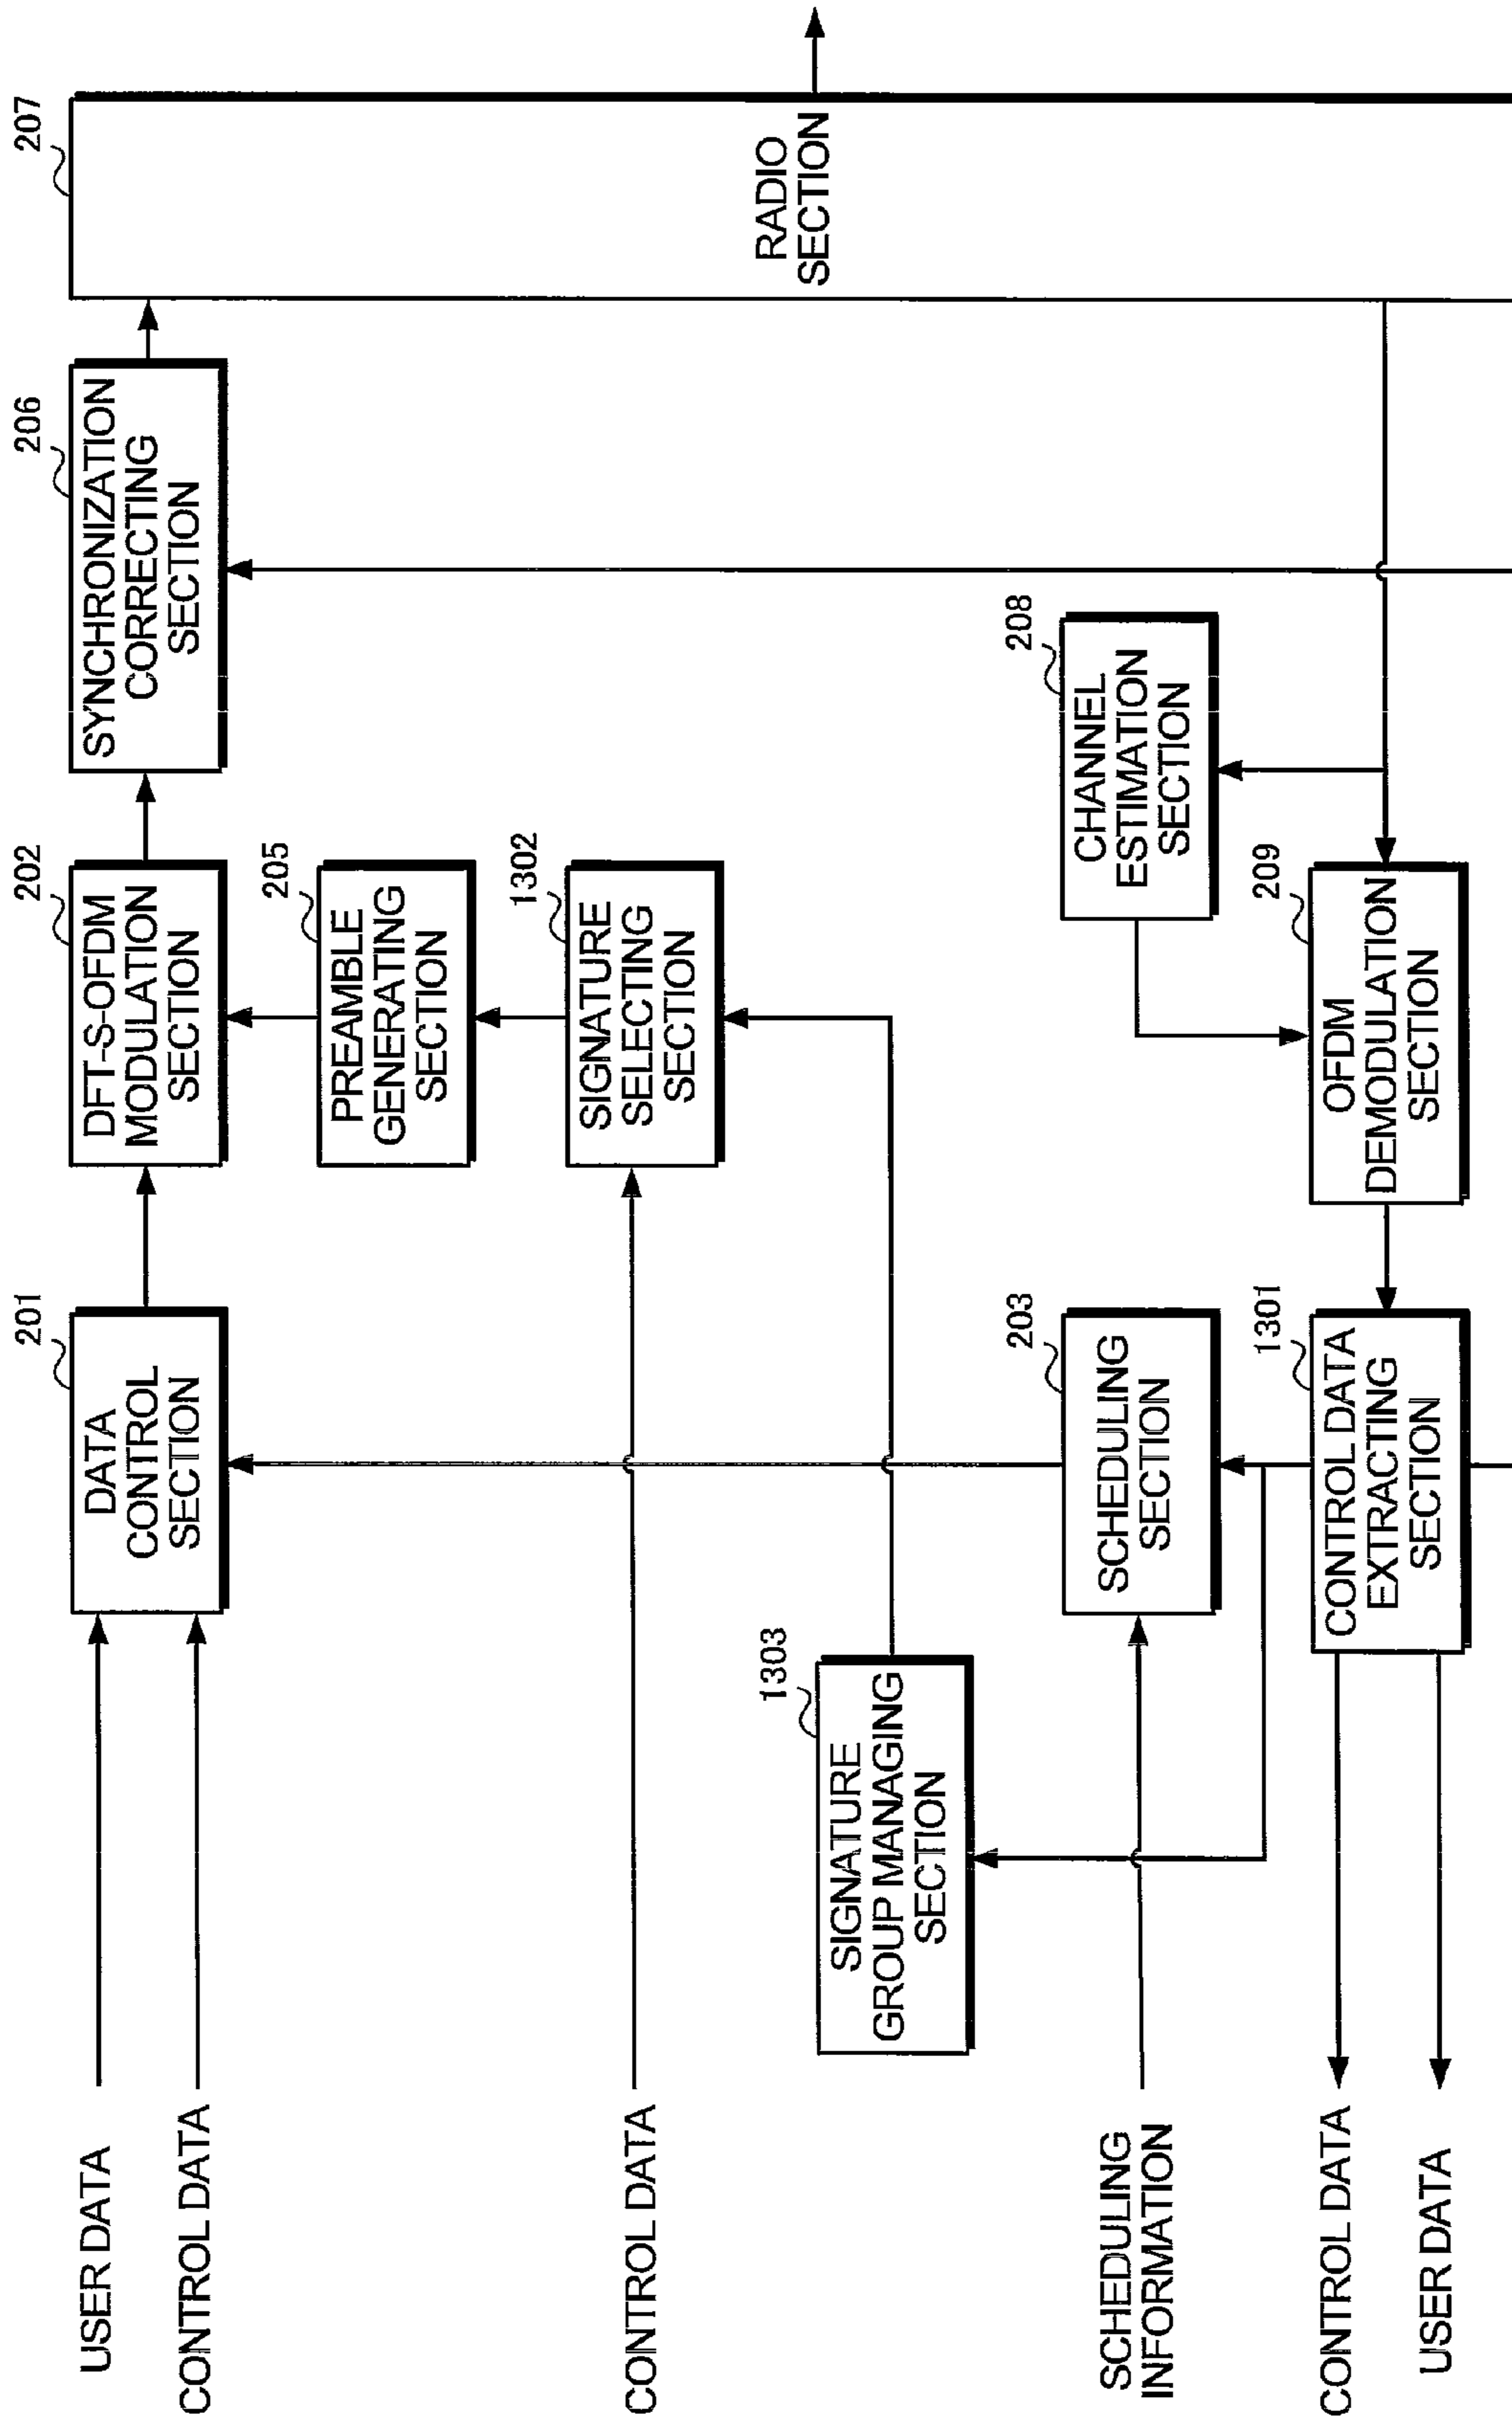 USER DATA
CONTROL DATA
201
DATA
CONTROL
SECTION
202
DFT-S-OFDM
MODULATION
SECTION
206
SYNCHRONIZATION
CORRECTING
SECTION
207
RADIO
SECTION
205
PREAMBLE
GENERATING
SECTION
CONTROL DATA
1302
SIGNATURE
SELECTING
SECTION
1303
SIGNATURE
GROUP MANAGING
SECTION
SCHEDULING
INFORMATION
203
SCHEDULING
SECTION
208
CHANNEL
ESTIMATION
SECTION
CONTROL DATA
USER DATA
1301
CONTROL DATA
EXTRACTING
SECTION
209
OFDM
DEMODULATION
SECTION